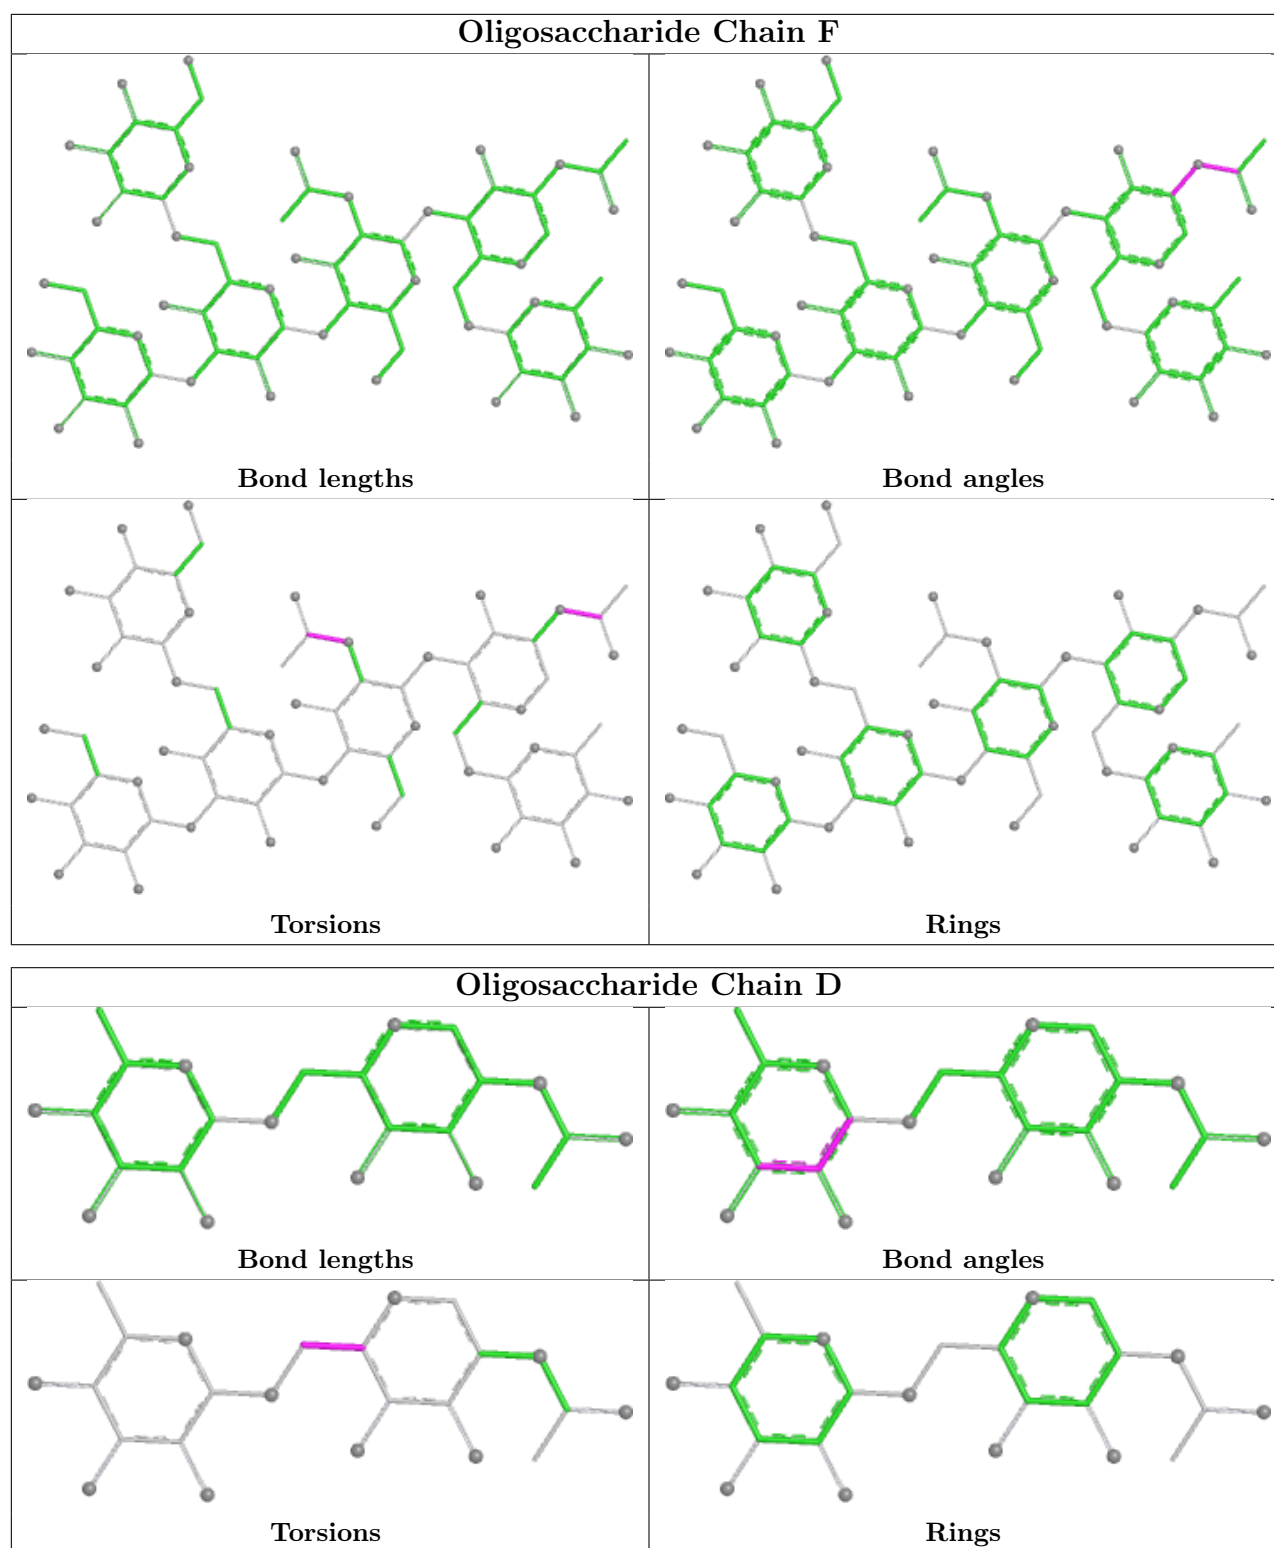 Oligosaccharide Chain F
Bond lengths
Bond angles
Torsions
Rings
Oligosaccharide Chain D
Bond lengths
Bond angles
Torsions
Rings